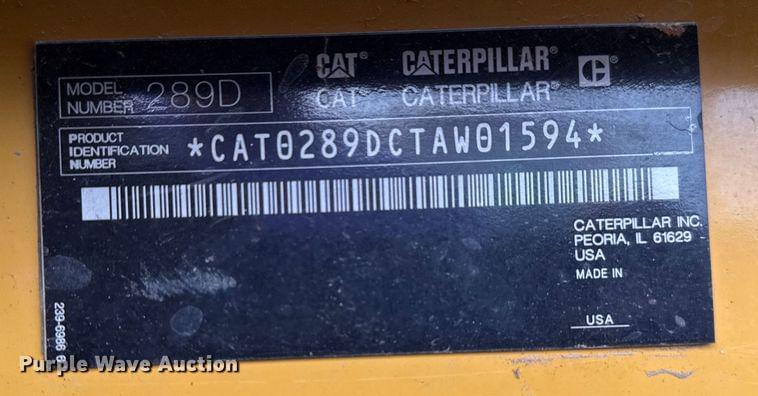 CAT® CATERPILLAR®
CAT® CATERPILLAR®
MODEL NUMBER 289D
PRODUCT IDENTIFICATION NUMBER *CAT0289DCTAW01594*
CATERPILLAR INC.
PEORIA, IL 61629
USA
MADE IN
USA
239-6986
Purple Wave Auction